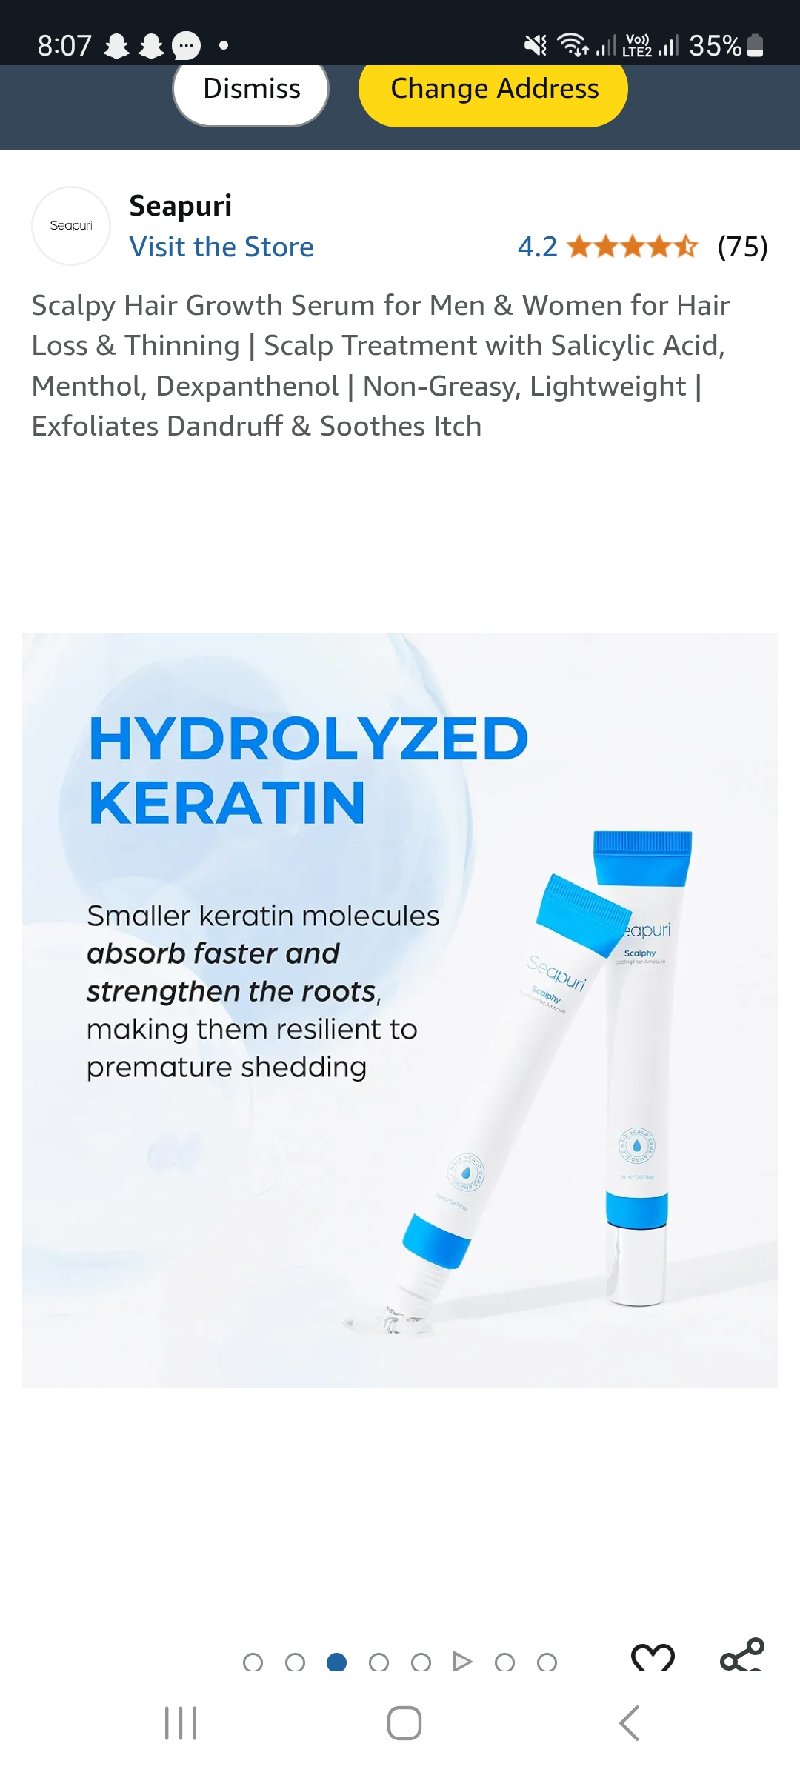 8:07
Vo))
LTE2
35%
Dismiss
Change Address
Seapuri
Seapuri
Visit the Store
4.2
(75)
Scalpy Hair Growth Serum for Men & Women for Hair
Loss & Thinning | Scalp Treatment with Salicylic Acid,
Menthol, Dexpanthenol | Non-Greasy, Lightweight |
Exfoliates Dandruff & Soothes Itch
HYDROLYZED
KERATIN
Smaller keratin molecules
absorb faster and
strengthen the roots,
making them resilient to
premature shedding
Seapuri
Scalphy
eapuri
Scalphy